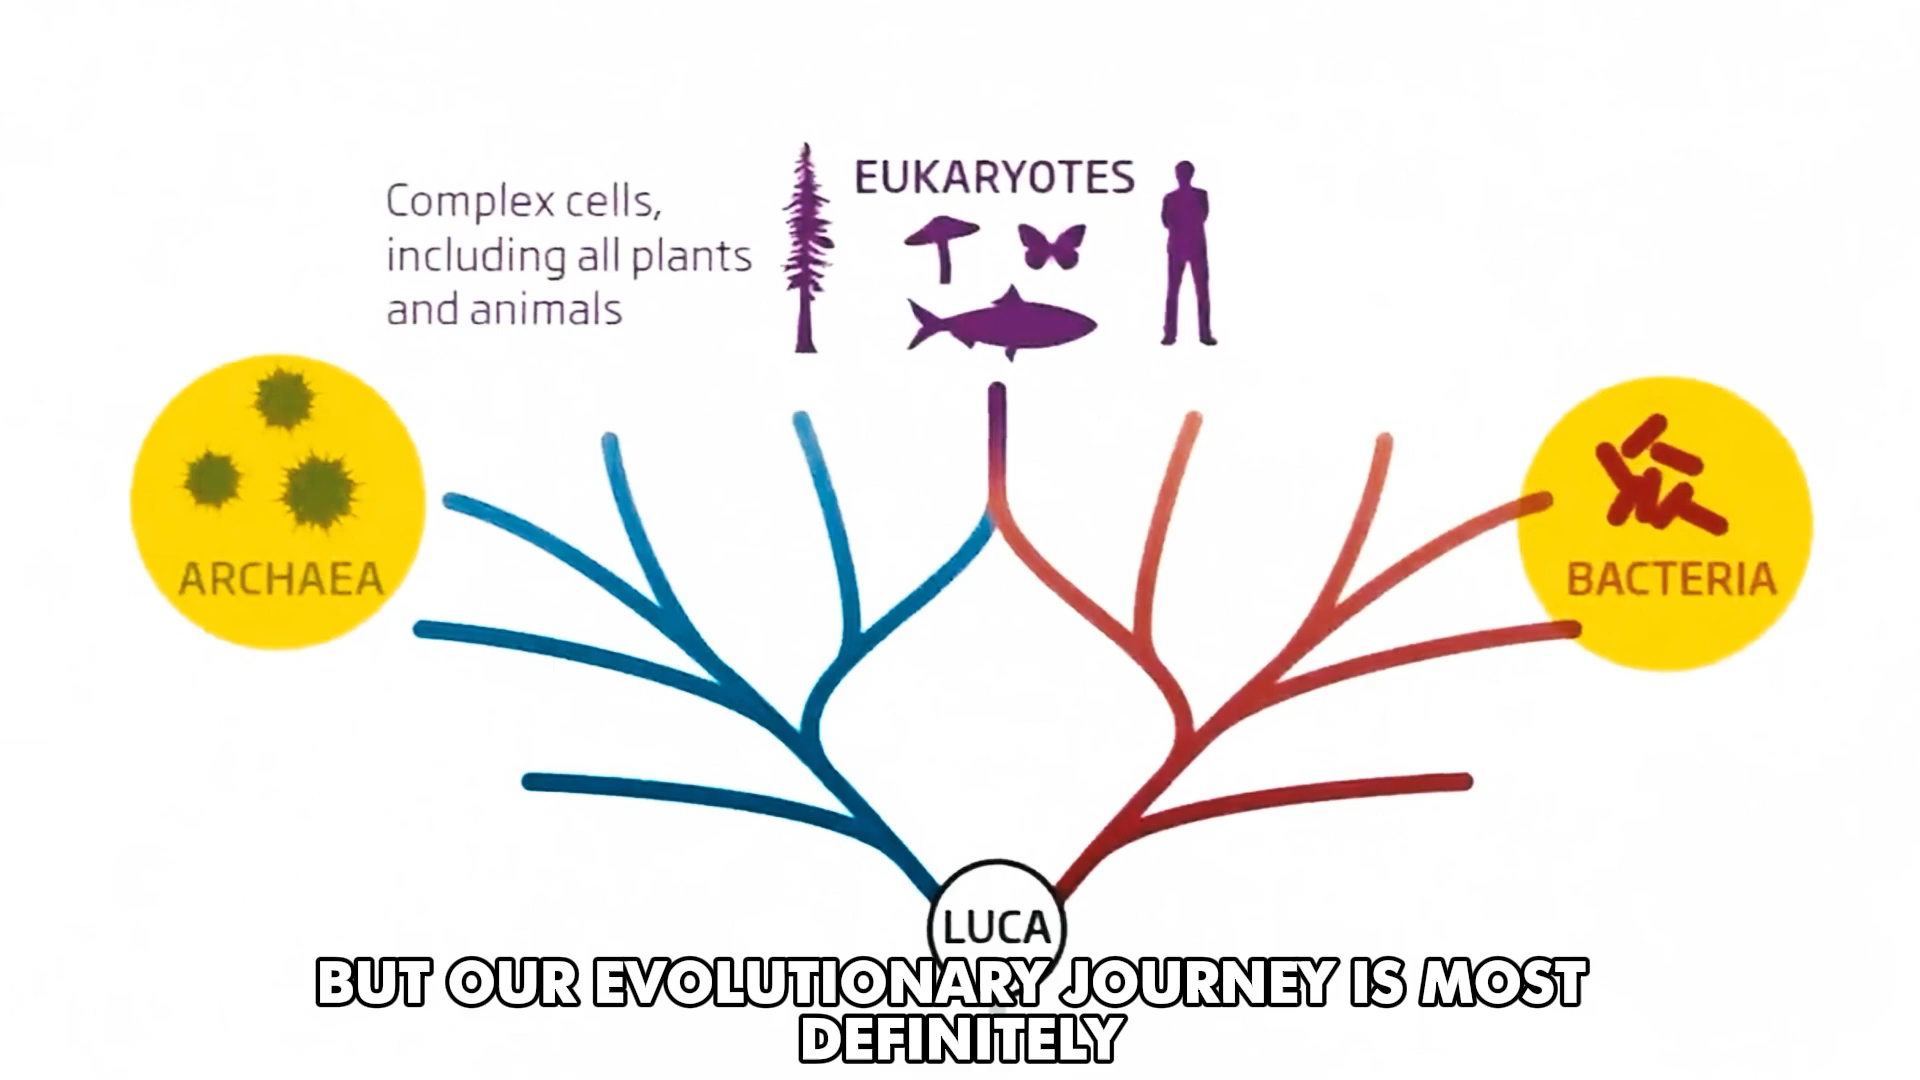 EUKARYOTES
Complex cells,
including all plants
and animals
ARCHAEA
BACTERIA
LUCA
BUT OUR EVOLUTIONARY JOURNEY IS MOST
DEFINITELY